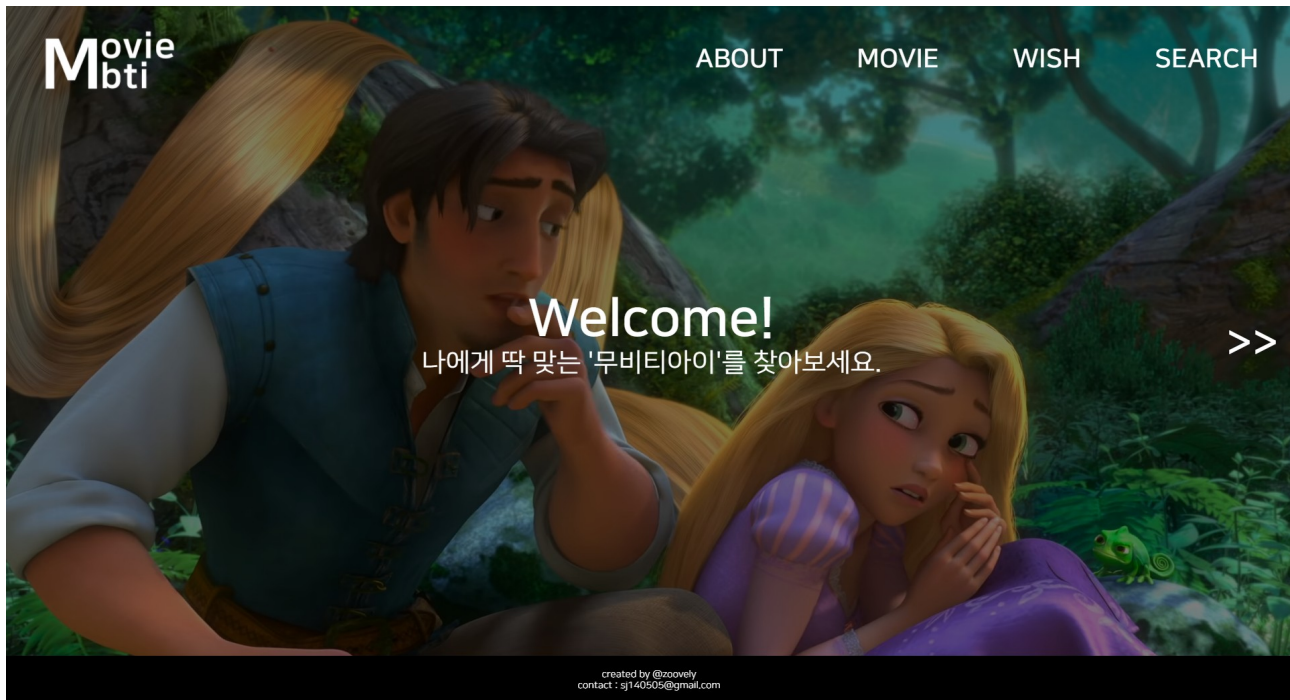 Movie
bti
ABOUT
MOVIE
WISH
SEARCH
Welcome!
나에게 딱 맞는 '무비티아이'를 찾아보세요.
>>
created by @zoovely
contact : sj140505@gmail.com